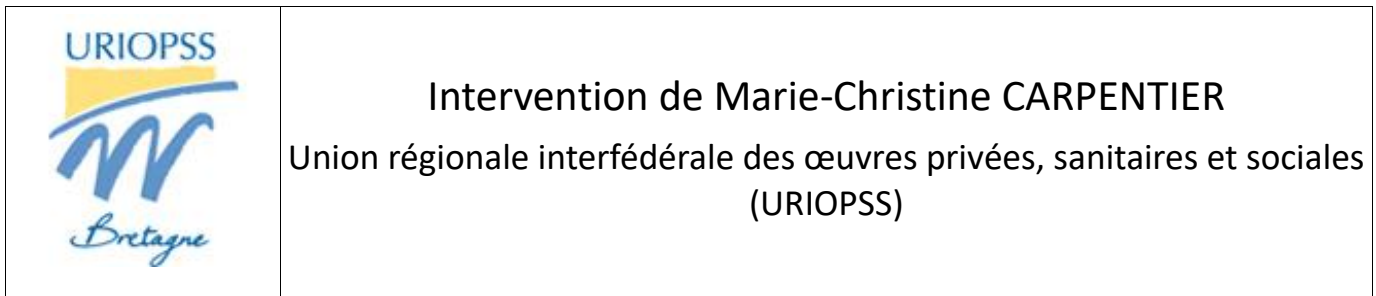 URIOPSS
Bretagne
Intervention de Marie-Christine CARPENTIER
Union régionale interfédérale des œuvres privées, sanitaires et sociales
(URIOPSS)